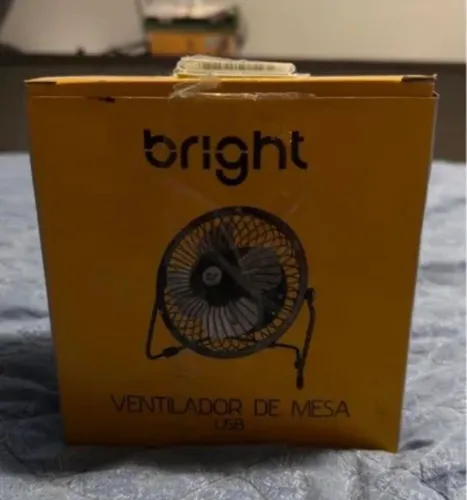 bright
VENTILADOR DE MESA
USB